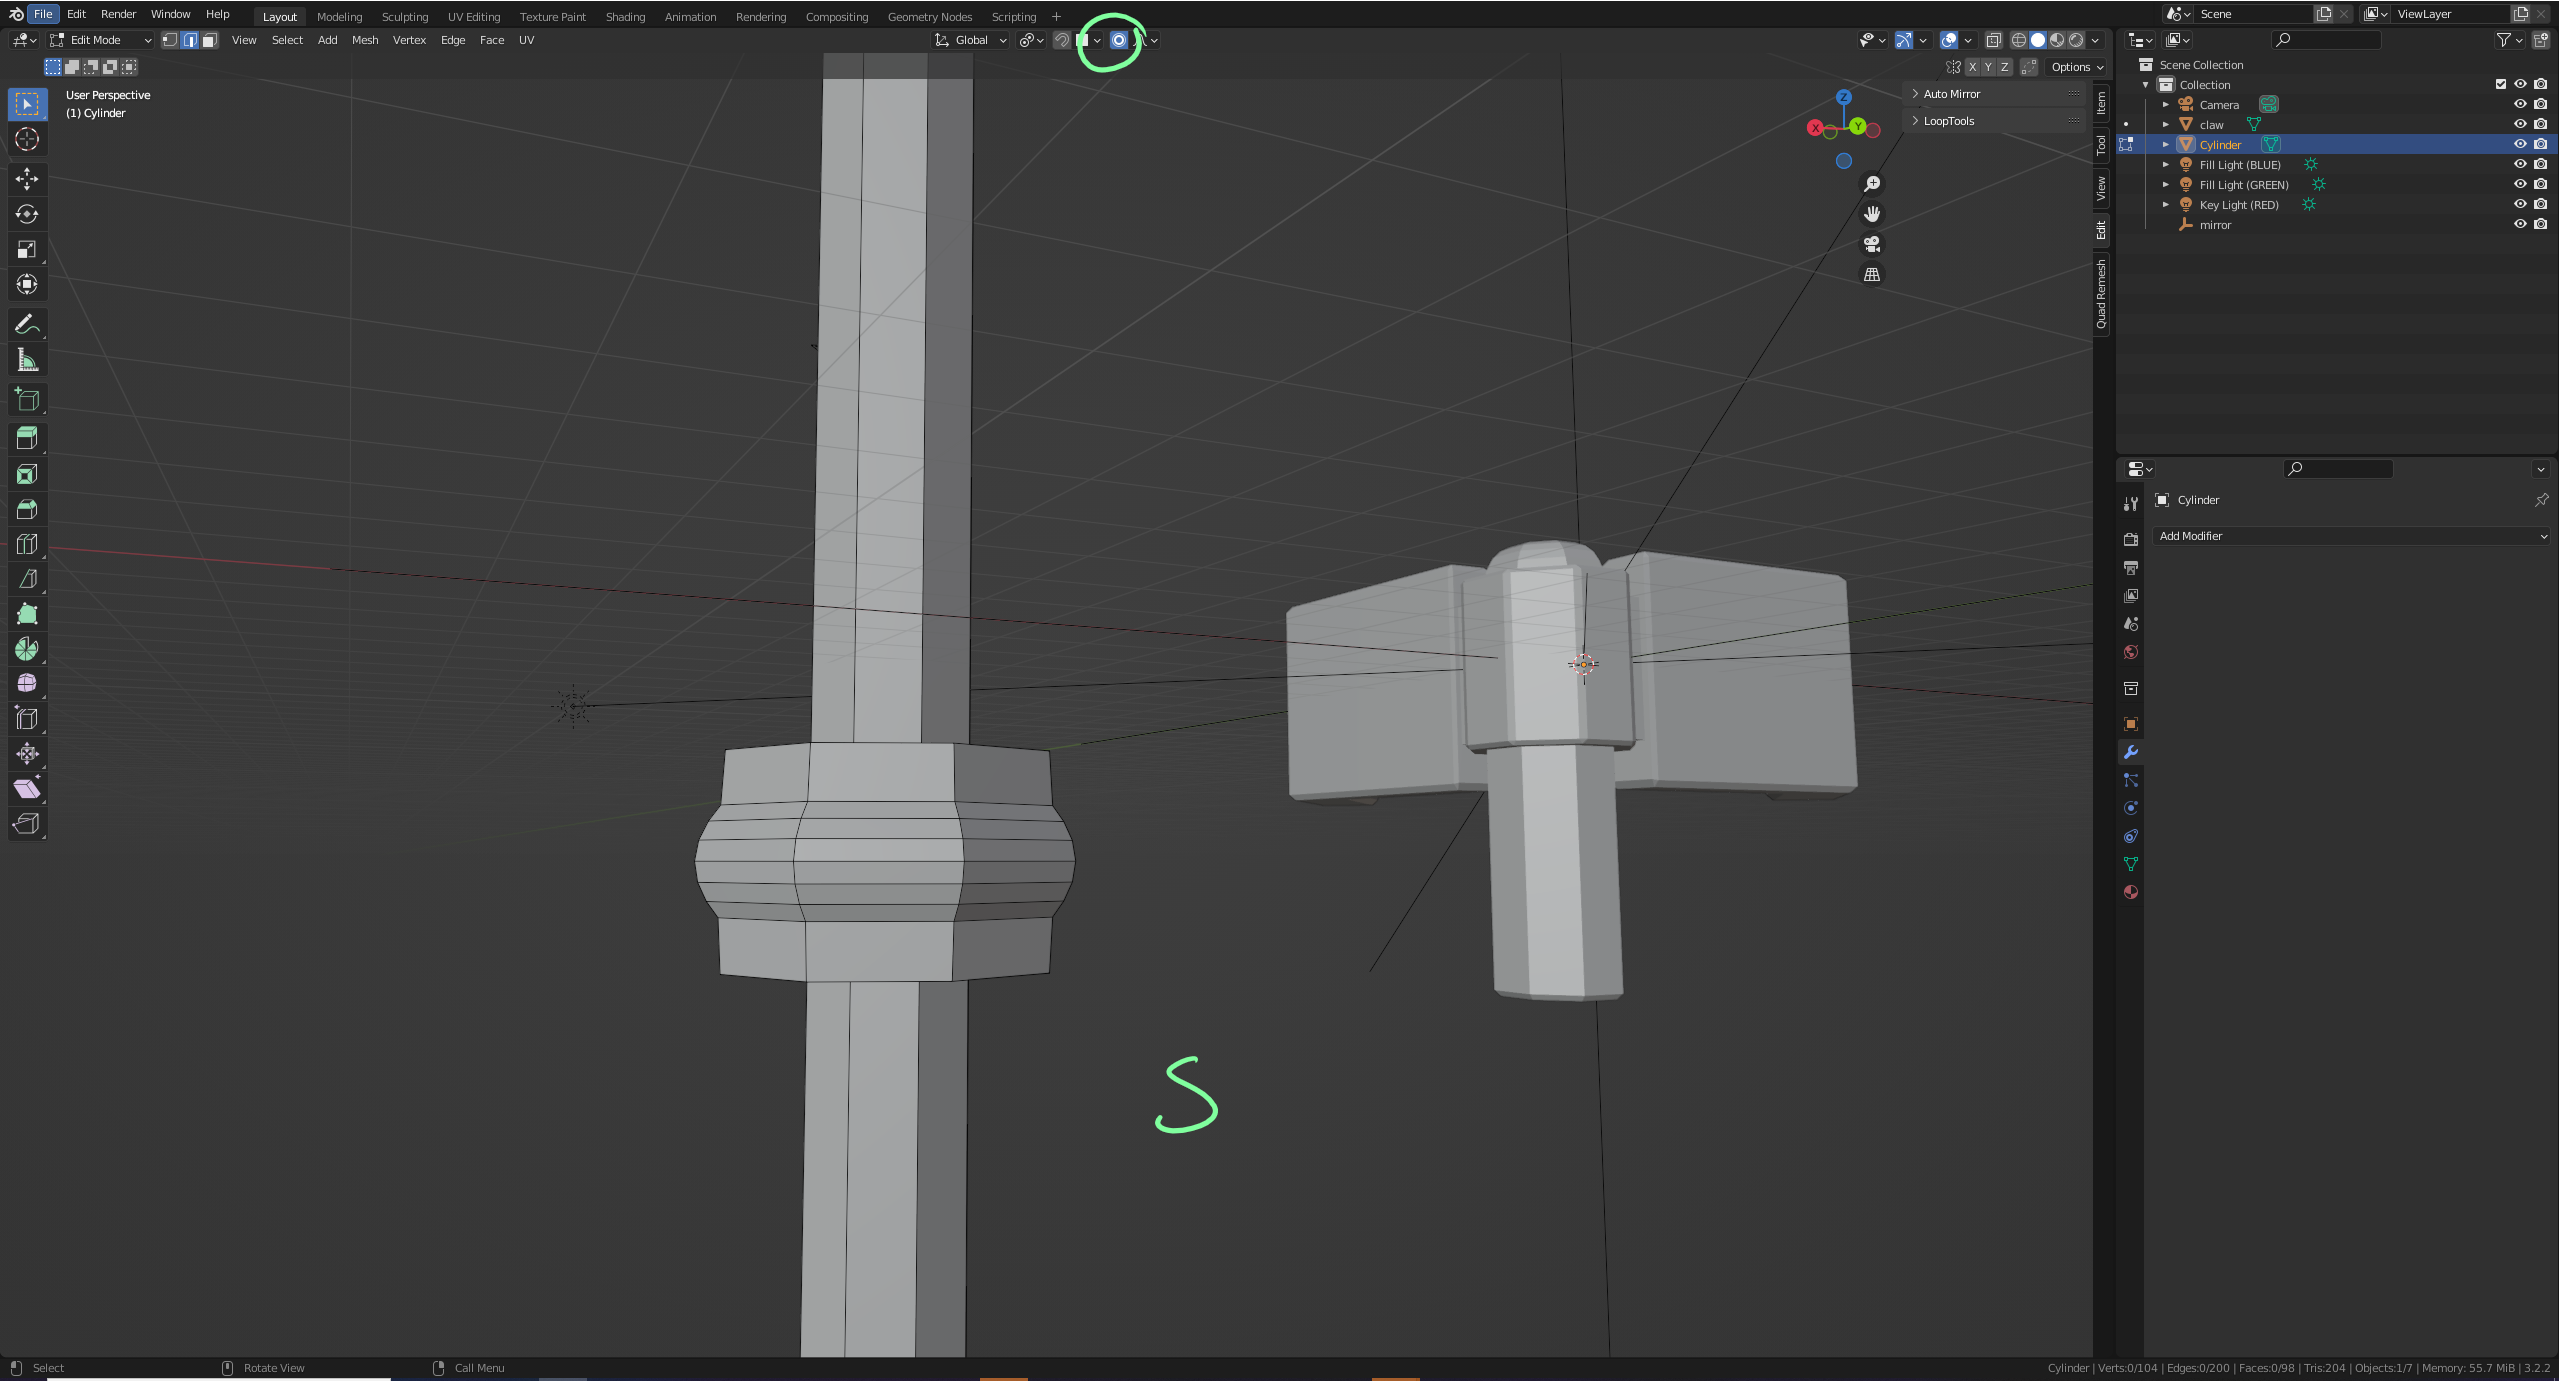 File Edit Render Window Help Layout Modeling Sculpting UV Editing Texture Paint Shading Animation Rendering Compositing Geometry Nodes Scripting + Scene ViewLayer
Edit Mode View Select Add Mesh Vertex Edge Face UV Global
X Y Z Options
User Perspective
(1) Cylinder
Z
X Y
Auto Mirror
LoopTools
Item
Tool
View
Edit
Quad Remesh
Scene Collection
Collection
Camera
claw
Cylinder
Fill Light (BLUE)
Fill Light (GREEN)
Key Light (RED)
mirror
Cylinder
Add Modifier
S
Select Rotate View Call Menu
Cylinder | Verts:0/104 | Edges:0/200 | Faces:0/98 | Tris:204 | Objects:1/7 | Memory: 55.7 MiB | 3.2.2